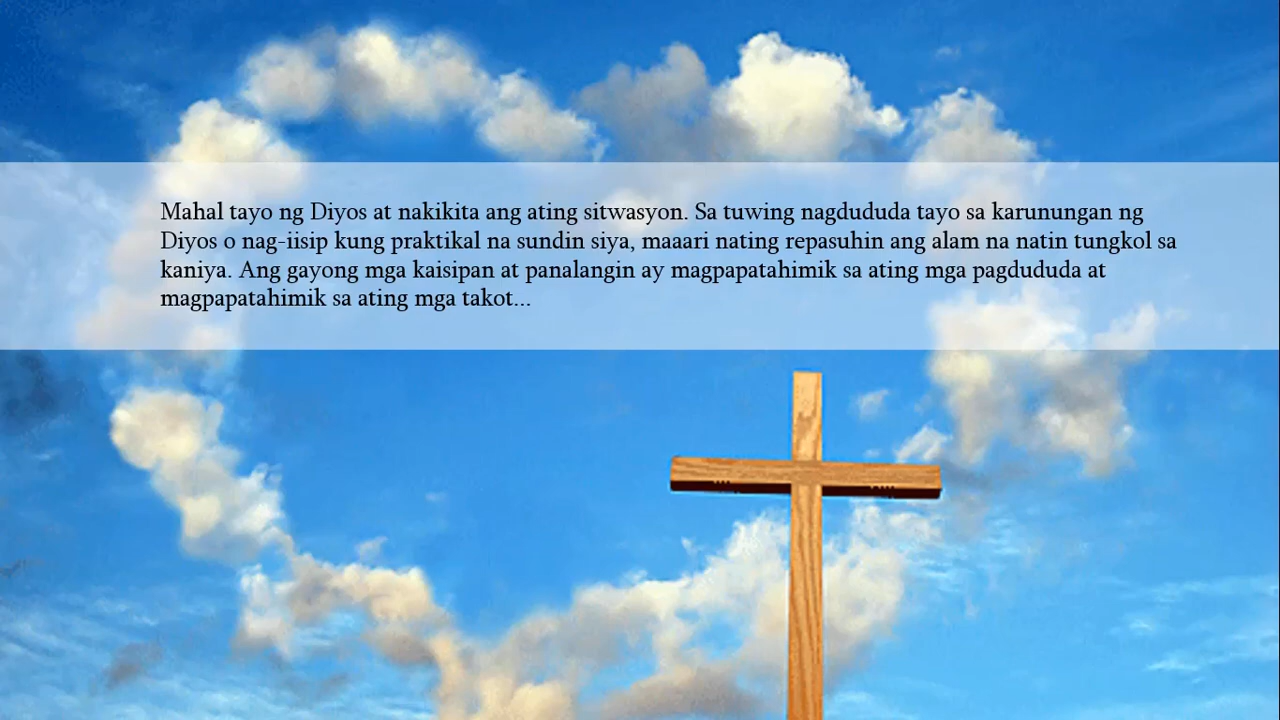 Mahal tayo ng Diyos at nakikita ang ating sitwasyon. Sa tuwing nagdududa tayo sa karunungan ng
Diyos o nag-iisip kung praktikal na sundin siya, maaari nating repasuhin ang alam na natin tungkol sa
kaniya. Ang gayong mga kaisipan at panalangin ay magpapatahimik sa ating mga pagdududa at
magpapatahimik sa ating mga takot...